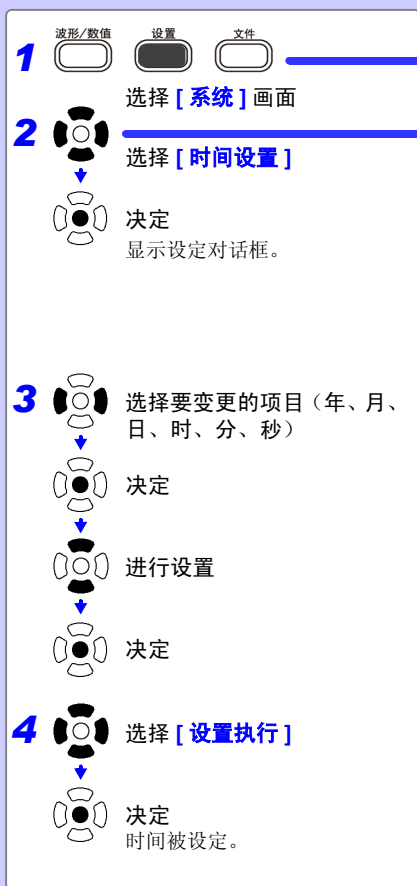 波形/数值 设置 文件
1
选择 [ 系统 ] 画面
2
选择 [ 时间设置 ]
决定
显示设定对话框。
3 选择要变更的项目（年、月、
日、时、分、秒）
决定
进行设置
决定
4 选择 [ 设置执行 ]
决定
时间被设定。